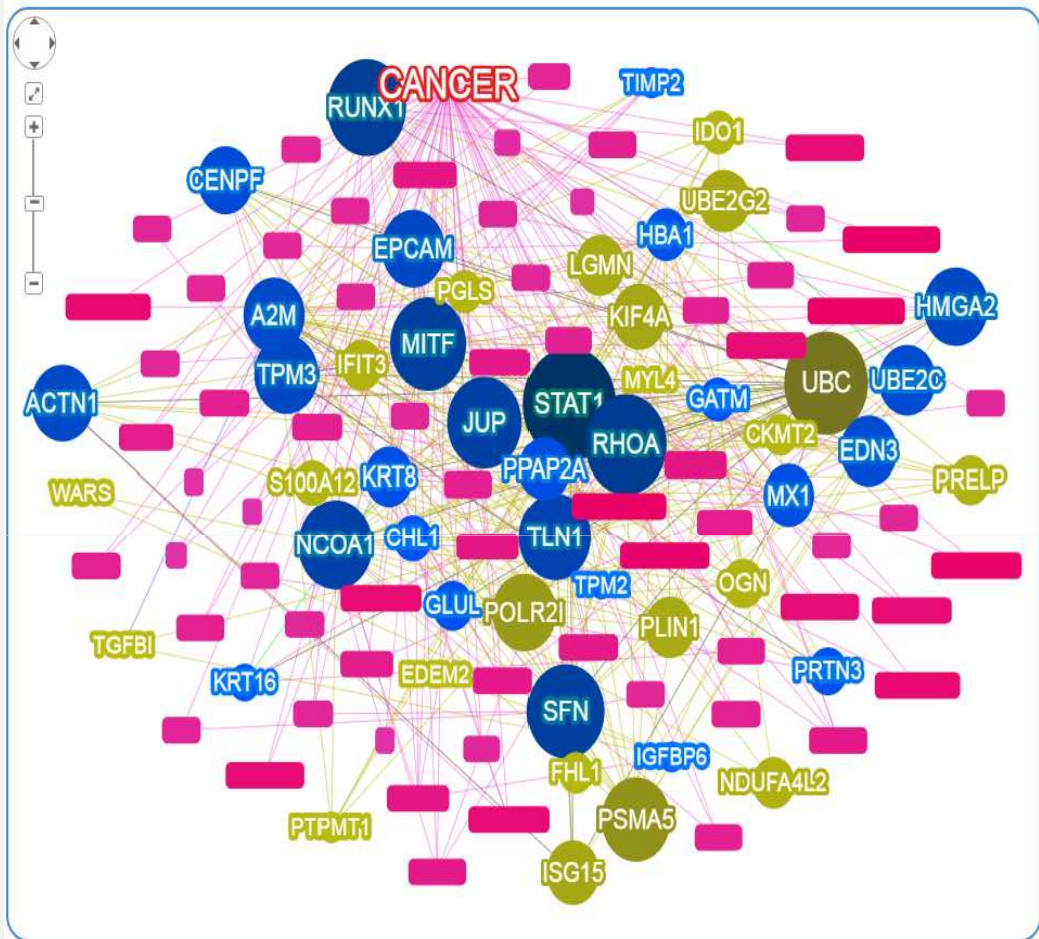 CANCER
RUNX1
TIMP2
IDO1
CENPF
UBE2G2
EPCAM
HBA1
LGMN
PGLS
A2M
KIF4A
HMGA2
MITF
IFIT3
TPM3
MYL4
UBC
UBE2C
ACTN1
STAT1
GATM
JUP
RHOA
CKMT2
EDN3
PPAP2A
S100A12
KRT8
PRELP
WARS
MX1
NCOA1
CHL1
TLN1
TPM2
OGN
GLUL
POLR2I
PLIN1
TGFBI
EDEM2
KRT16
PRTN3
SFN
IGFBP6
FHL1
NDUFA4L2
PTPMT1
PSMA5
ISG15